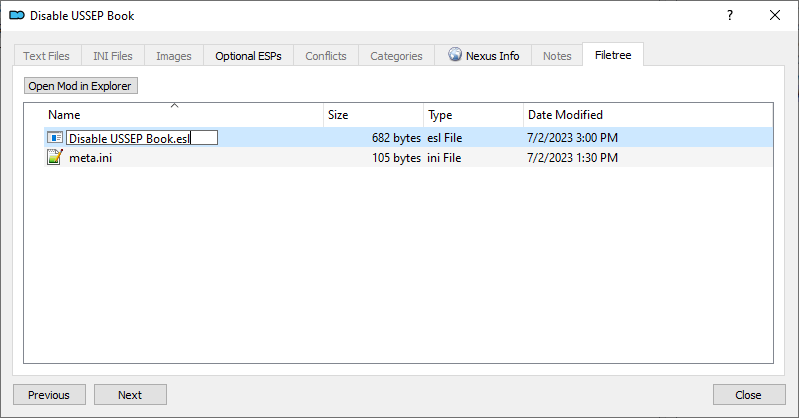 Disable USSEP Book
?
Text Files INI Files Images Optional ESPs Conflicts Categories Nexus Info Notes Filetree
Open Mod in Explorer
Name Size Type Date Modified
Disable USSEP Book.esl 682 bytes esl File 7/2/2023 3:00 PM
meta.ini 105 bytes ini File 7/2/2023 1:30 PM
Previous Next Close